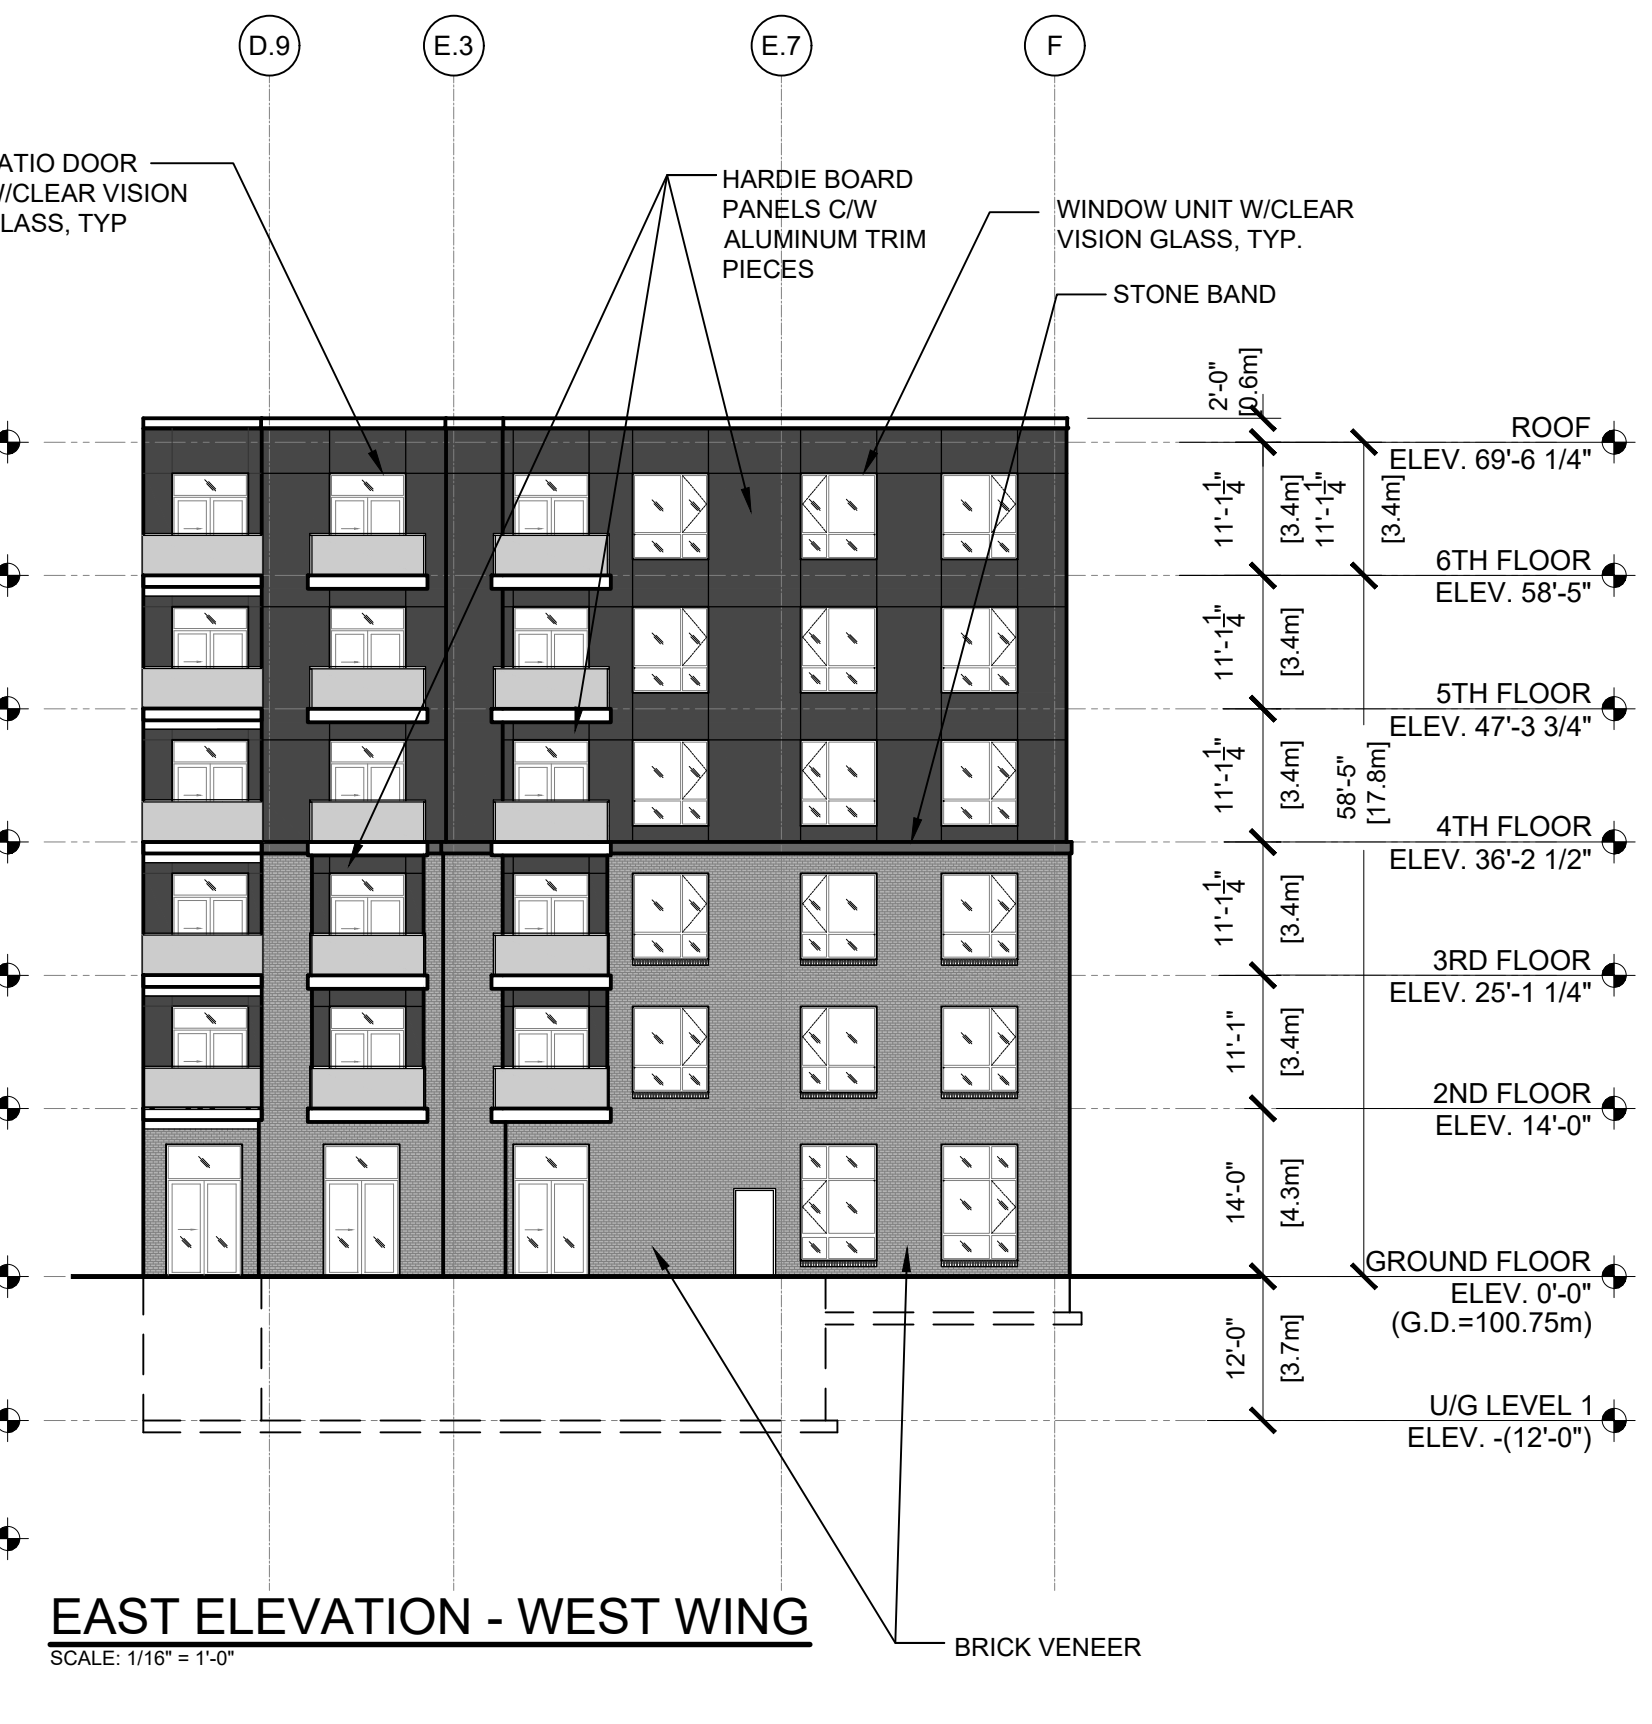 D.9
E.3
E.7
F
ATIO DOOR
W/CLEAR VISION
LASS, TYP
HARDIE BOARD
PANELS C/W
ALUMINUM TRIM
PIECES
WINDOW UNIT W/CLEAR
VISION GLASS, TYP.
STONE BAND
2'-0"
[0.6m]
ROOF
ELEV. 69'-6 1/4"
11'-1 1/4"
[3.4m]
11'-1 1/4"
[3.4m]
6TH FLOOR
ELEV. 58'-5"
11'-1 1/4"
[3.4m]
5TH FLOOR
ELEV. 47'-3 3/4"
11'-1 1/4"
[3.4m]
58'-5"
[17.8m]
4TH FLOOR
ELEV. 36'-2 1/2"
11'-1 1/4"
[3.4m]
3RD FLOOR
ELEV. 25'-1 1/4"
11'-1"
[3.4m]
2ND FLOOR
ELEV. 14'-0"
14'-0"
[4.3m]
GROUND FLOOR
ELEV. 0'-0"
(G.D.=100.75m)
12'-0"
[3.7m]
U/G LEVEL 1
ELEV. -(12'-0")
EAST ELEVATION - WEST WING
SCALE: 1/16" = 1'-0"
BRICK VENEER